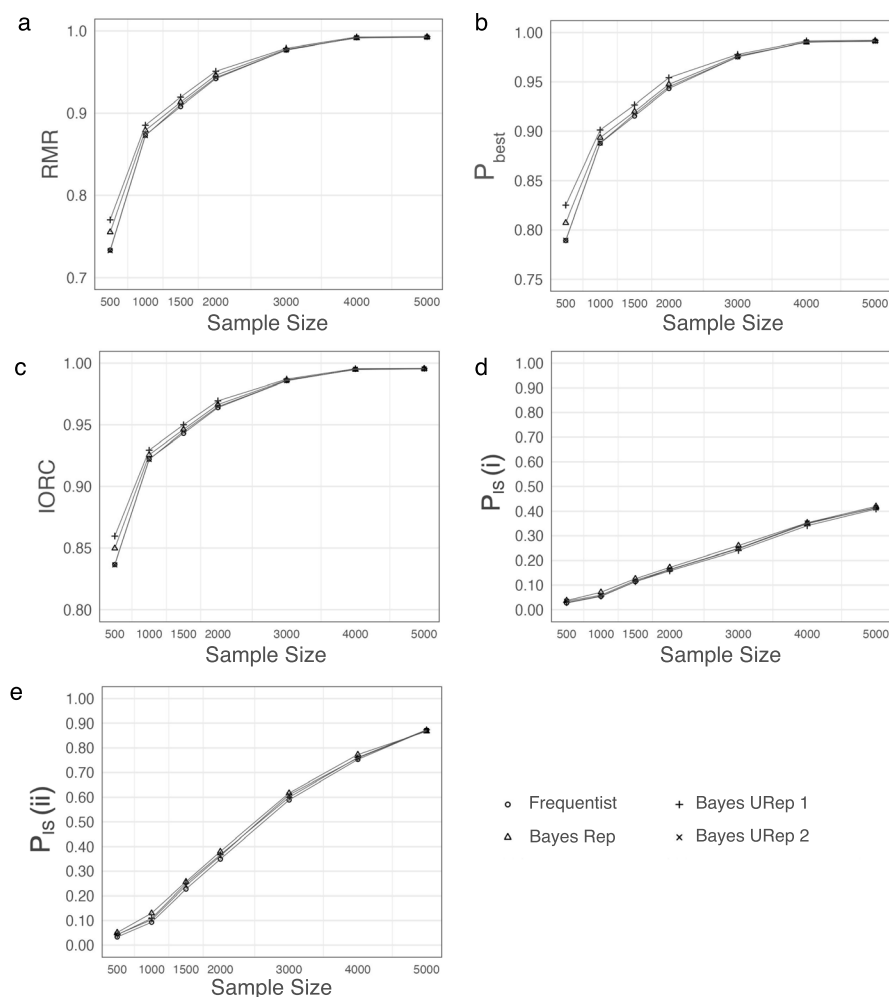 a
1.0
0.9
0.8
0.7
RMR
500 1000 1500 2000 3000 4000 5000
Sample Size
b
1.00
0.95
0.90
0.85
0.80
0.75
P best
500 1000 1500 2000 3000 4000 5000
Sample Size
c
1.00
0.95
0.90
0.85
0.80
IORC
500 1000 1500 2000 3000 4000 5000
Sample Size
d
1.00
0.90
0.80
0.70
0.60
0.50
0.40
0.30
0.20
0.10
0.00
PIS (i)
500 1000 1500 2000 3000 4000 5000
Sample Size
e
1.00
0.90
0.80
0.70
0.60
0.50
0.40
0.30
0.20
0.10
0.00
PIS (ii)
500 1000 1500 2000 3000 4000 5000
Sample Size
Frequentist
Bayes URep 1
Bayes Rep
Bayes URep 2